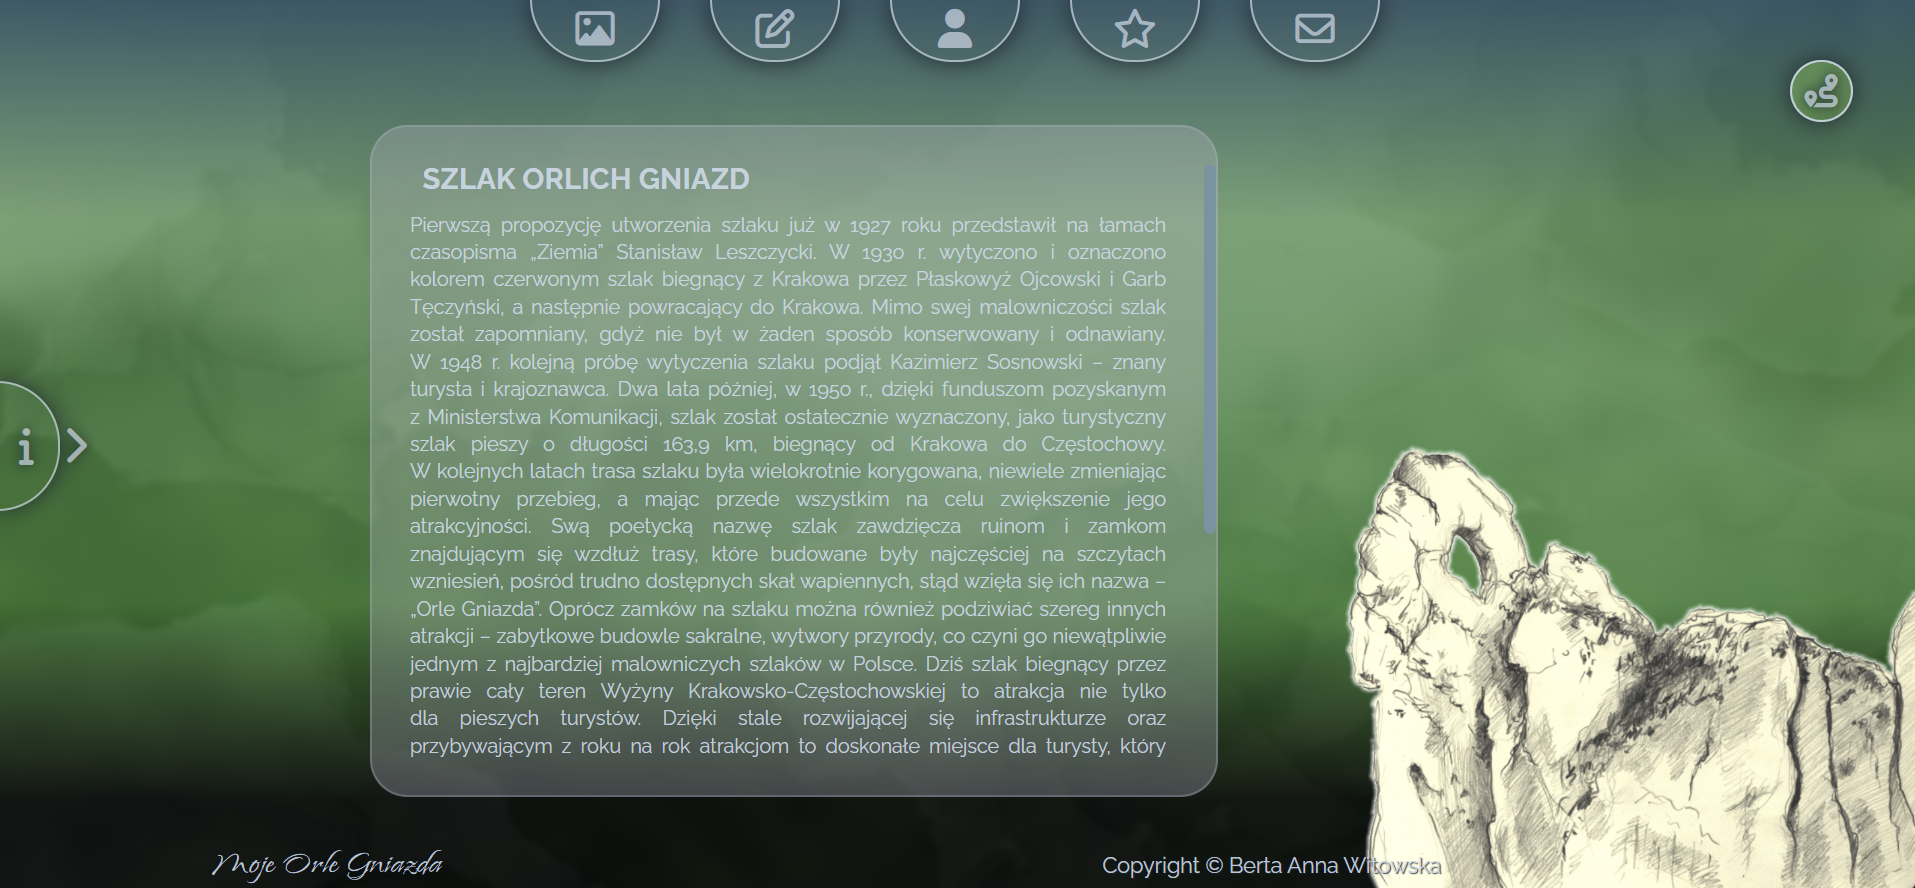 SZLAK ORLICH GNIAZD
Pierwszą propozycję utworzenia szlaku już w 1927 roku przedstawił na łamach
czasopisma „Ziemia” Stanisław Leszczycki. W 1930 r. wytyczono i oznaczono
kolorem czerwonym szlak biegnący z Krakowa przez Płaskowyż Ojcowski i Garb
Tęczyński, a następnie powracający do Krakowa. Mimo swej malowniczości szlak
został zapomniany, gdyż nie był w żaden sposób konserwowany i odnawiany.
W 1948 r. kolejną próbę wytyczenia szlaku podjął Kazimierz Sosnowski – znany
turysta i krajoznawca. Dwa lata później, w 1950 r., dzięki funduszom pozyskanym
z Ministerstwa Komunikacji, szlak został ostatecznie wyznaczony, jako turystyczny
szlak pieszy o długości 163,9 km, biegnący od Krakowa do Częstochowy.
W kolejnych latach trasa szlaku była wielokrotnie korygowana, niewiele zmieniając
pierwotny przebieg, a mając przede wszystkim na celu zwiększenie jego
atrakcyjności. Swą poetycką nazwę szlak zawdzięcza ruinom i zamkom
znajdującym się wzdłuż trasy, które budowane były najczęściej na szczytach
wzniesień, pośród trudno dostępnych skał wapiennych, stąd wzięła się ich nazwa –
„Orle Gniazda”. Oprócz zamków na szlaku można również podziwiać szereg innych
atrakcji – zabytkowe budowle sakralne, wytwory przyrody, co czyni go niewątpliwie
jednym z najbardziej malowniczych szlaków w Polsce. Dziś szlak biegnący przez
prawie cały teren Wyżyny Krakowsko-Częstochowskiej to atrakcja nie tylko
dla pieszych turystów. Dzięki stale rozwijającej się infrastrukturze oraz
przybywającym z roku na rok atrakcjom to doskonałe miejsce dla turysty, który
Moje Orle Gniazda
Copyright © Berta Anna Witowska